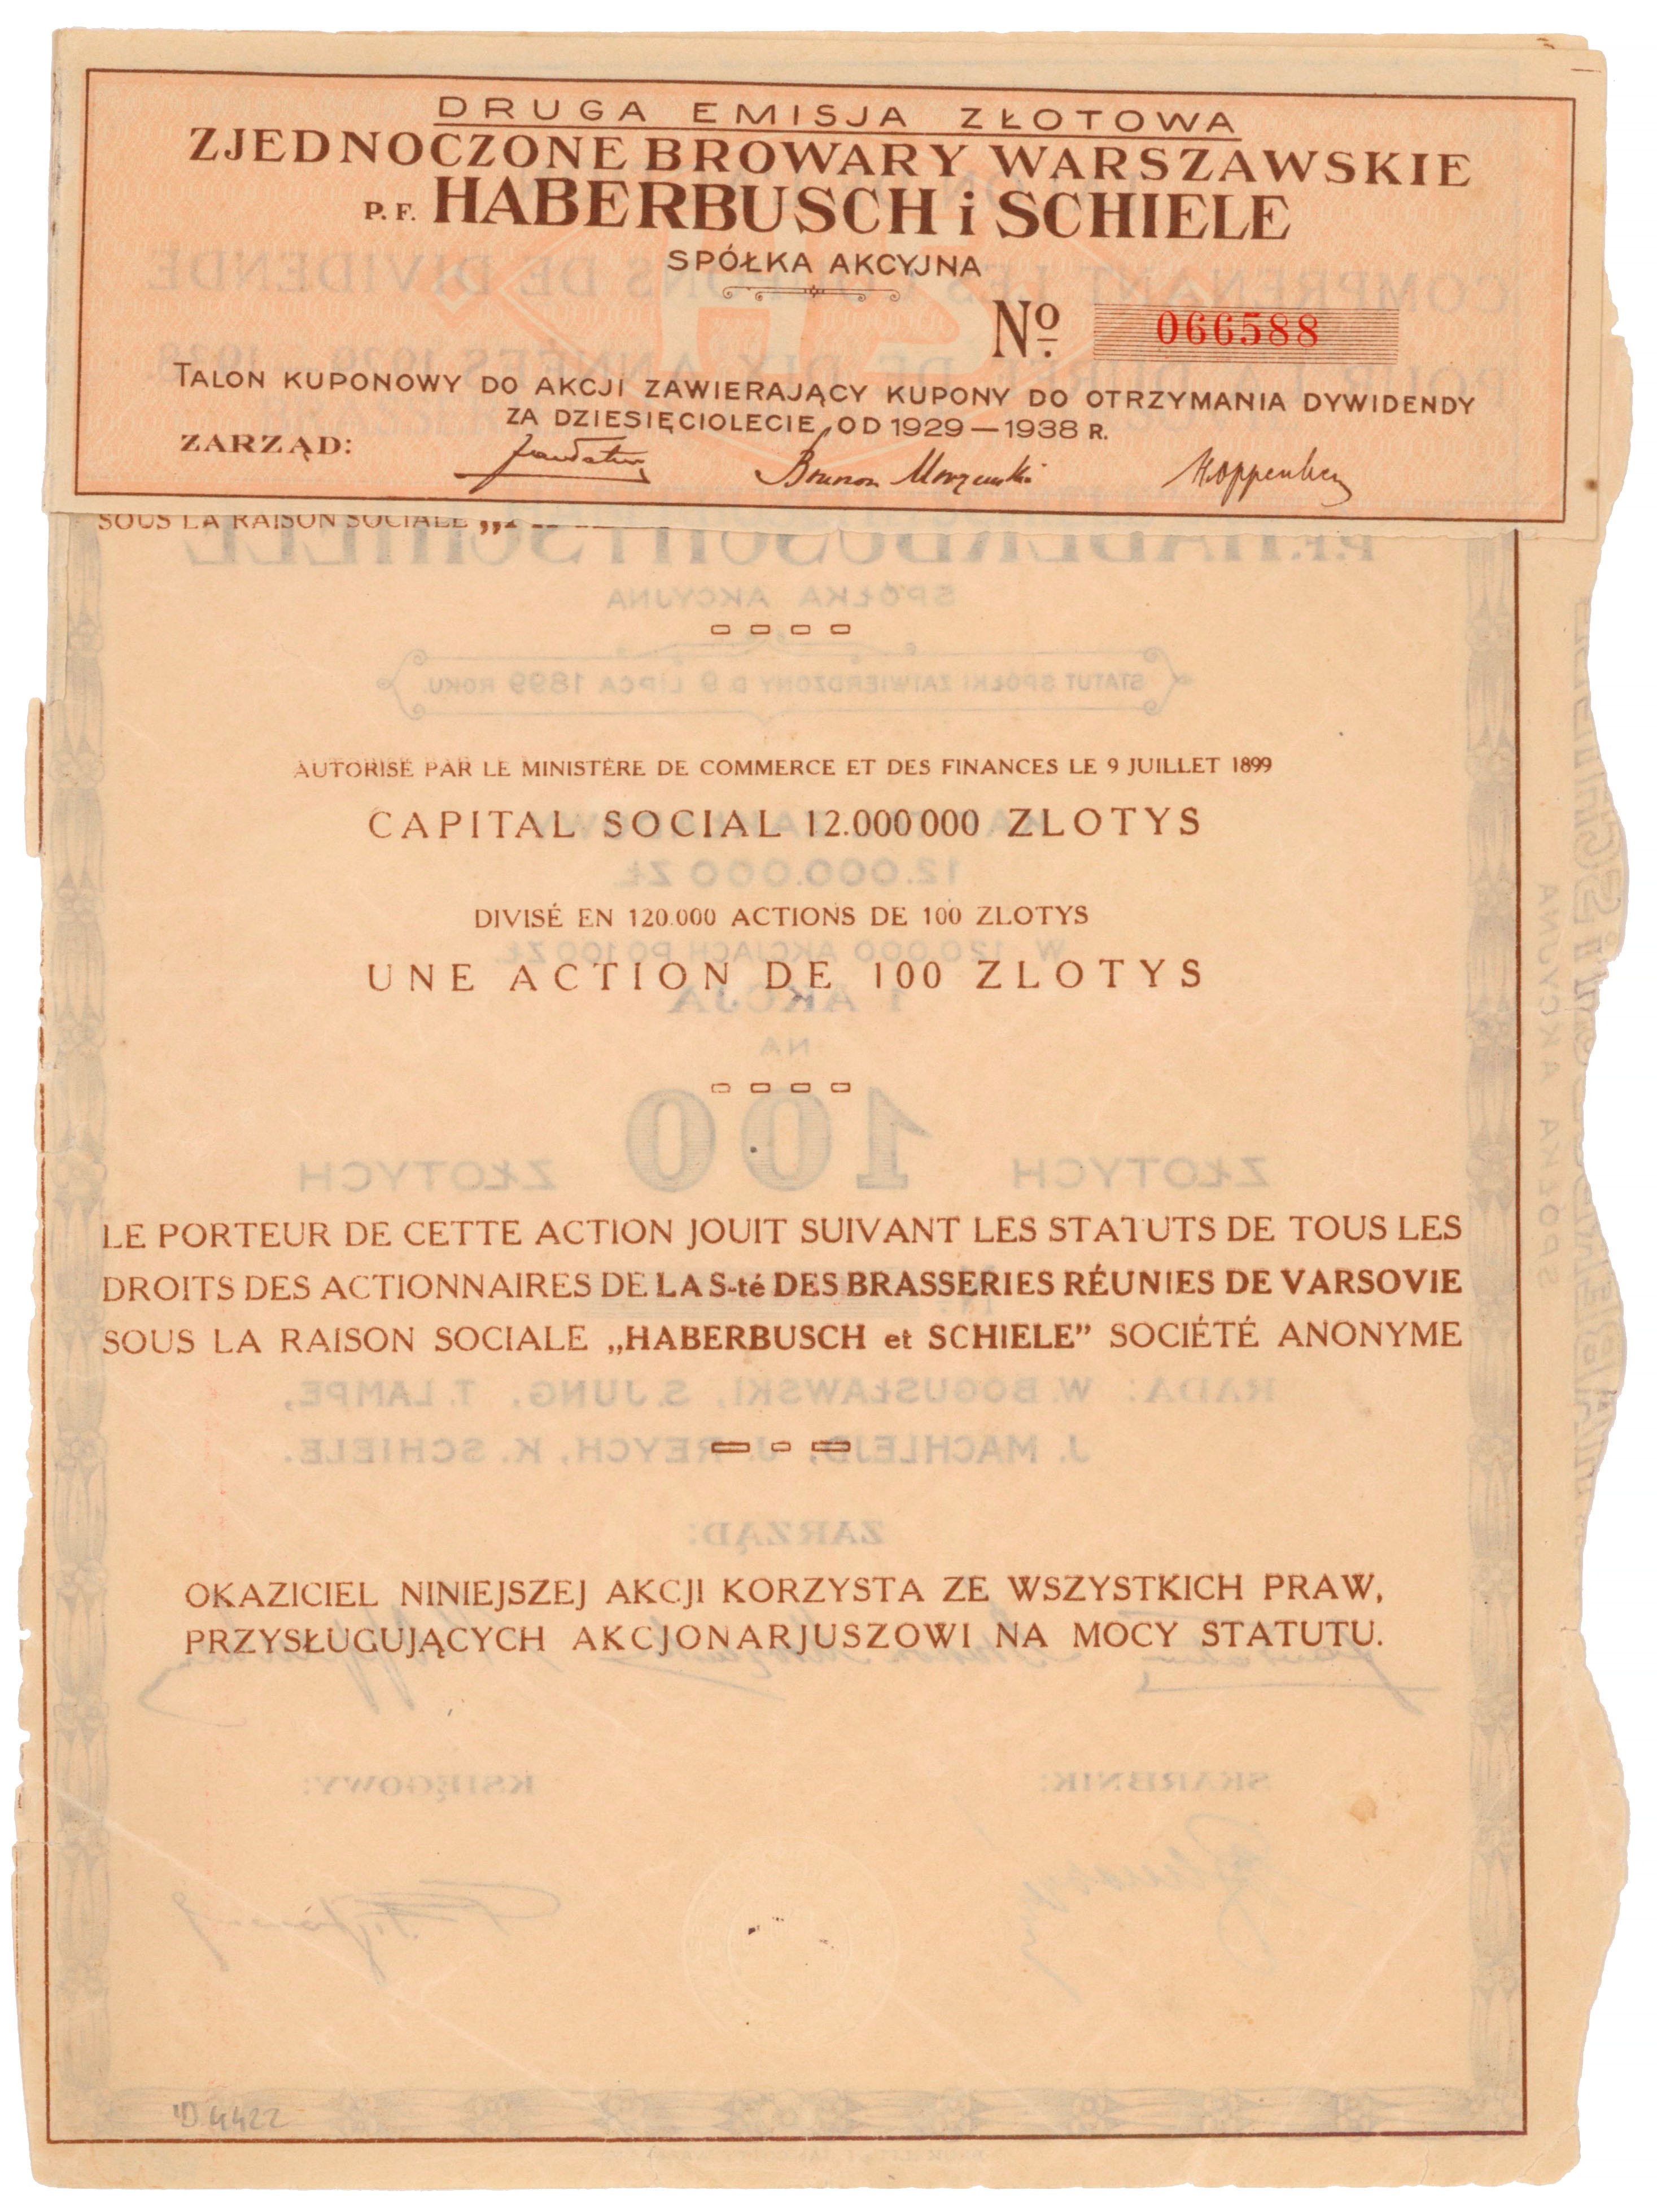 DRUGA EMISJA ZŁOTOWA
ZJEDNOCZONE BROWARY WARSZAWSKIE
P. F. HABERBUSCH i SCHIELE
SPÓŁKA AKCYJNA
No 066588
TALON KUPONOWY DO AKCJI ZAWIERAJĄCY KUPONY DO OTRZYMANIA DYWIDENDY
ZA DZIESIĘCIOLECIE OD 1929 — 1938 R.
ZARZĄD:
SOUS LA RAISON SOCIALE
P.F. HABERBUSCH i SCHIELE
SPÓŁKA AKCYJNA
STATUT SPÓŁKI ZATWIERDZONY D 9 LIPCA 1899 ROKU.
AUTORISÉ PAR LE MINISTÈRE DE COMMERCE ET DES FINANCES LE 9 JUILLET 1899
CAPITAL SOCIAL 12.000000 ZLOTYS
12.000.000 ZŁ
DIVISÉ EN 120.000 ACTIONS DE 100 ZLOTYS
W 120.000 AKCJACH PO 100 ZŁ
UNE ACTION DE 100 ZLOTYS
1 AKCJA
NA
ZŁOTYCH 100 ZŁOTYCH
LE PORTEUR DE CETTE ACTION JOUIT SUIVANT LES STATUTS DE TOUS LES
DROITS DES ACTIONNAIRES DE LA S-té DES BRASSERIES RÉUNIES DE VARSOVIE
SOUS LA RAISON SOCIALE „HABERBUSCH et SCHIELE” SOCIÉTÉ ANONYME
RADA: W. BOGUSŁAWSKI, S. JUNG, T. LAMPE,
J. MACHLEJD, J. REYCH, K. SCHIELE.
ZARZĄD:
OKAZICIEL NINIEJSZEJ AKCJI KORZYSTA ZE WSZYSTKICH PRAW,
PRZYSŁUGUJĄCYCH AKCJONARJUSZOWI NA MOCY STATUTU.
SKARBNIK: KSIĘGOWY:
D 4422